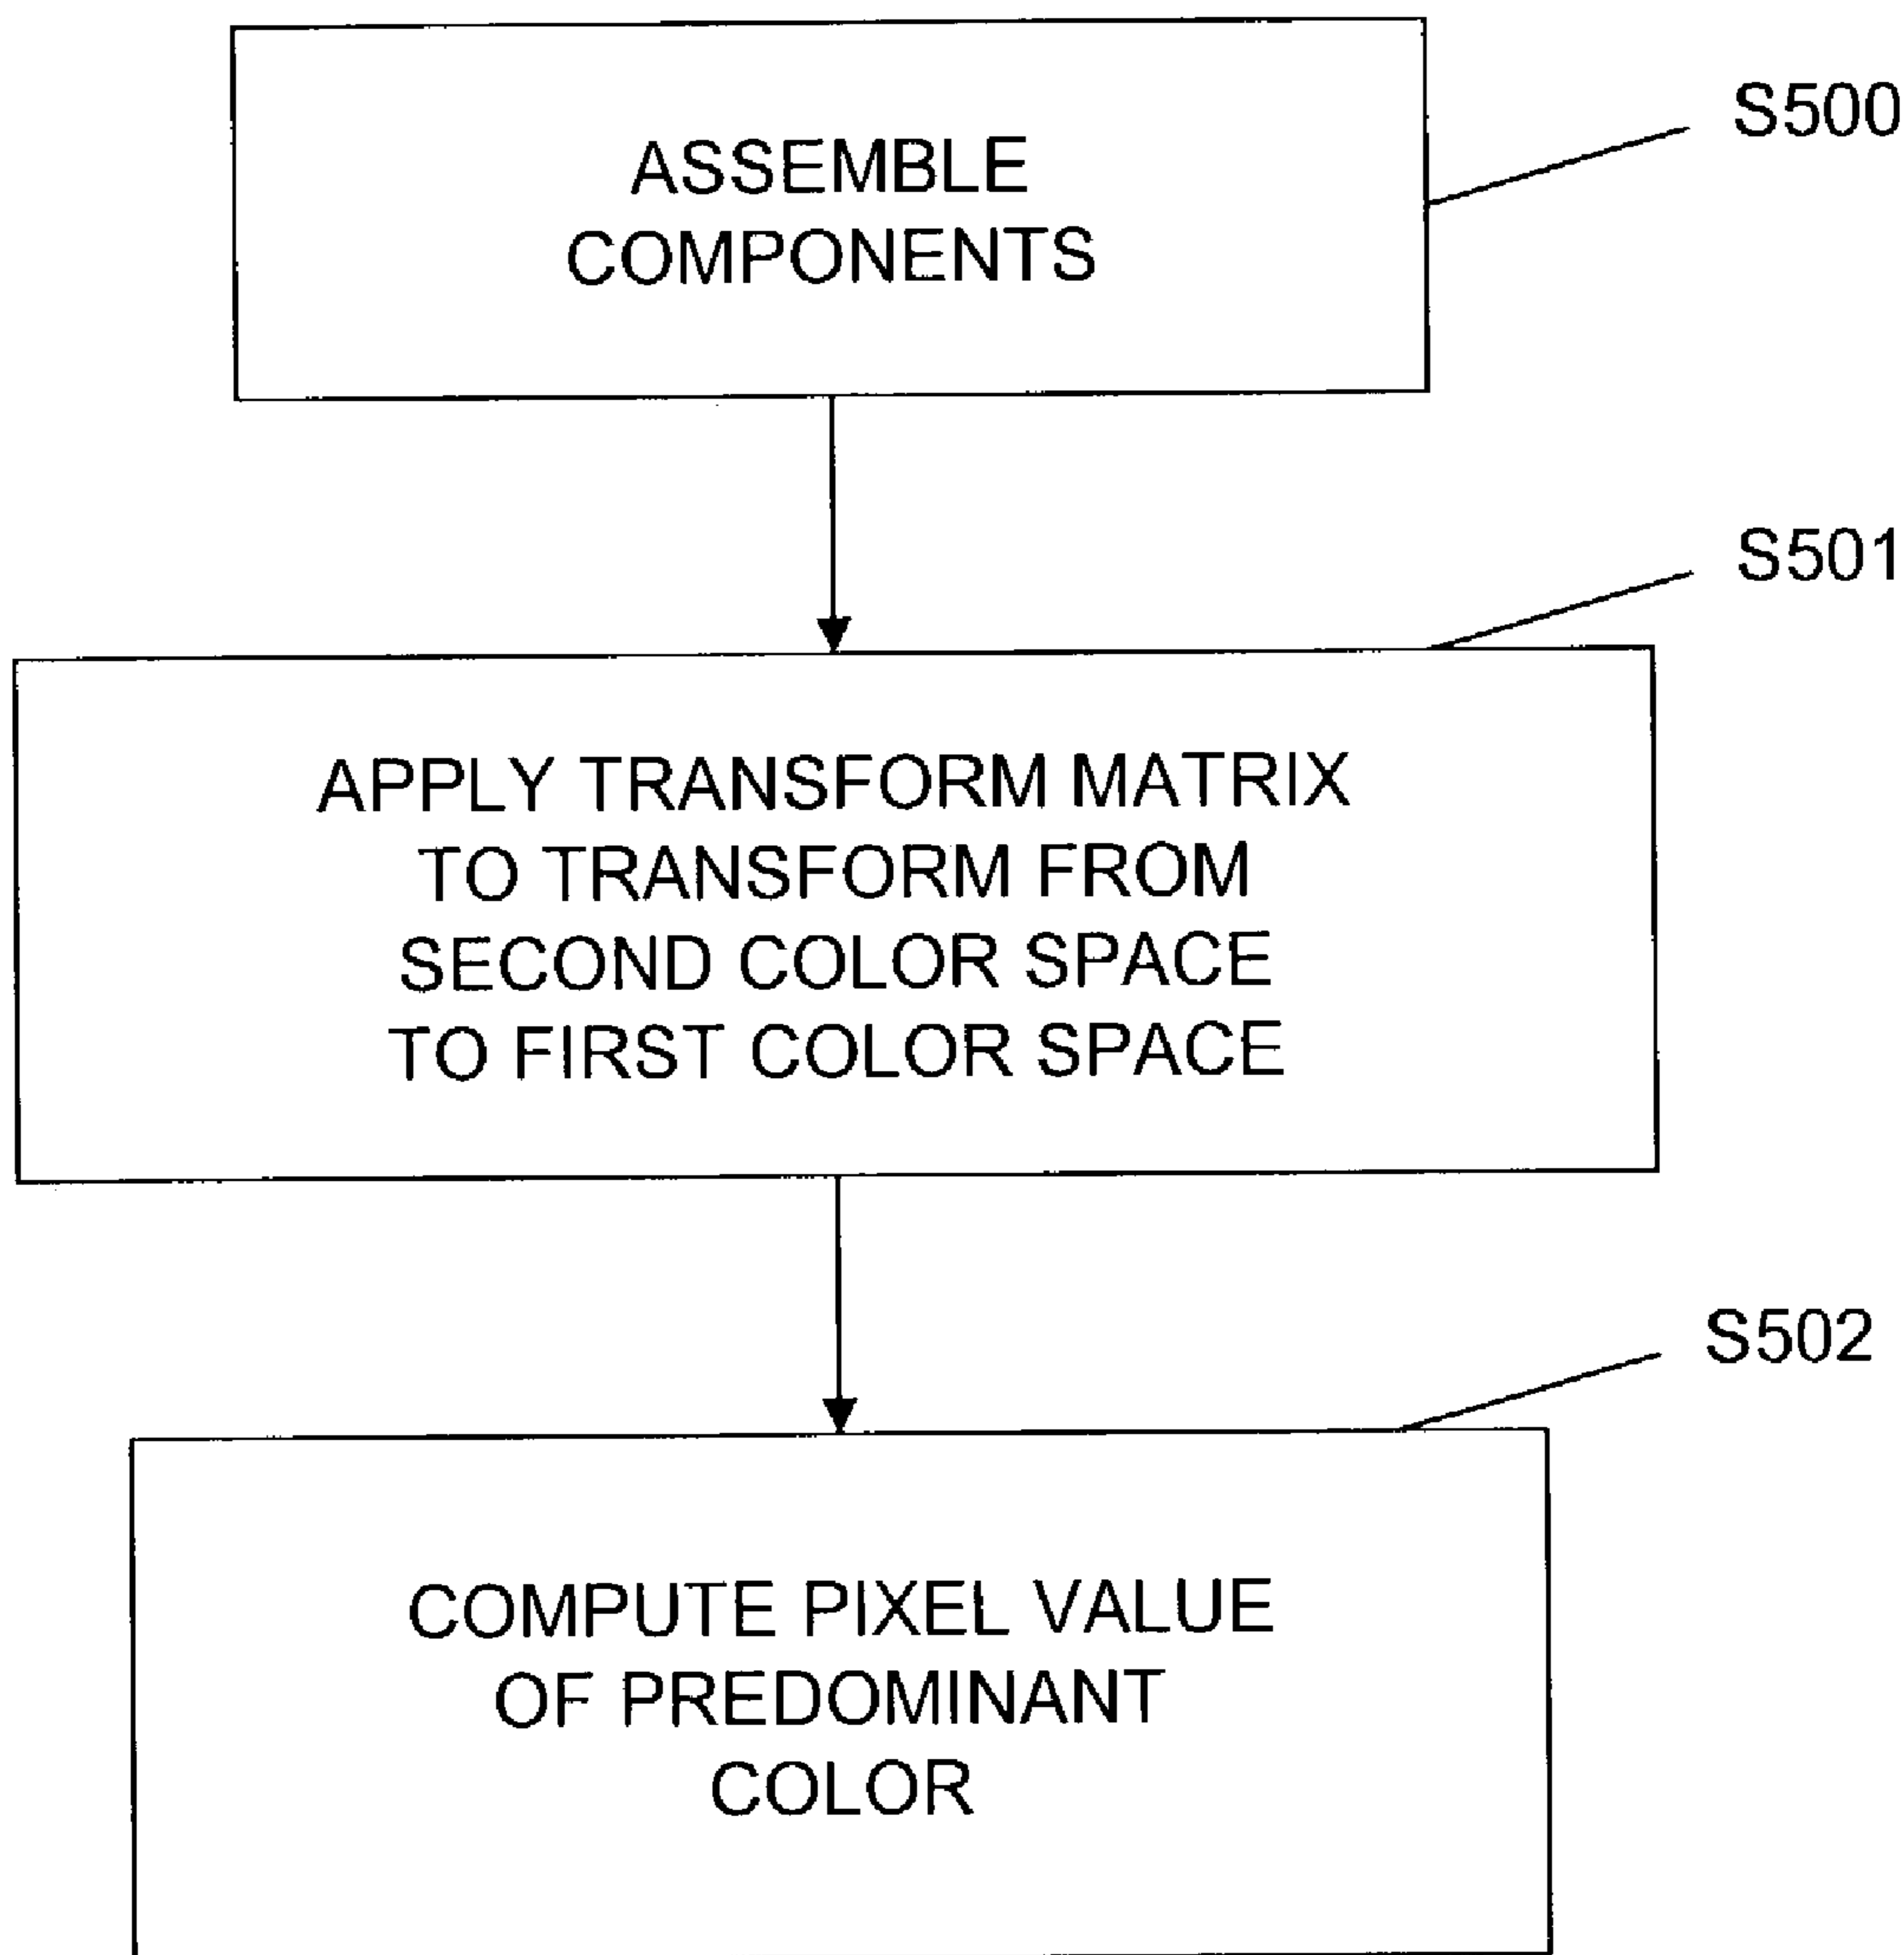 S500
ASSEMBLE
COMPONENTS
S501
APPLY TRANSFORM MATRIX
TO TRANSFORM FROM
SECOND COLOR SPACE
TO FIRST COLOR SPACE
S502
COMPUTE PIXEL VALUE
OF PREDOMINANT
COLOR